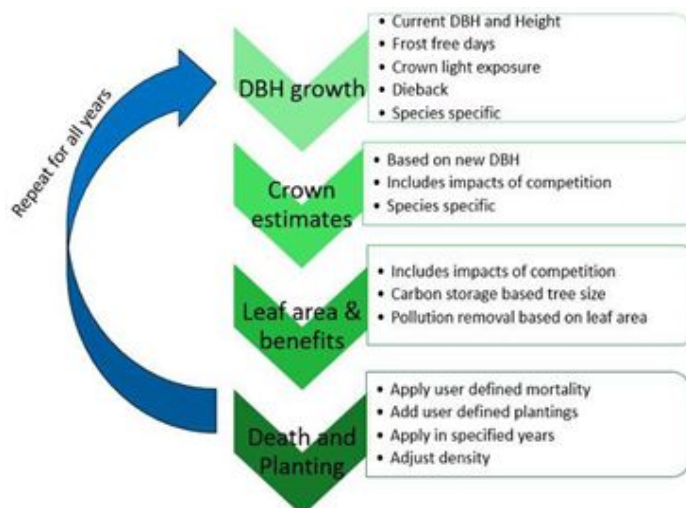 Repeat for all years
DBH growth
• Current DBH and Height
• Frost free days
• Crown light exposure
• Dieback
• Species specific
Crown
estimates
• Based on new DBH
• Includes impacts of competition
• Species specific
Leaf area &
benefits
• Includes impacts of competition
• Carbon storage based tree size
• Pollution removal based on leaf area
Death and
Planting
• Apply user defined mortality
• Add user defined plantings
• Apply in specified years
• Adjust density